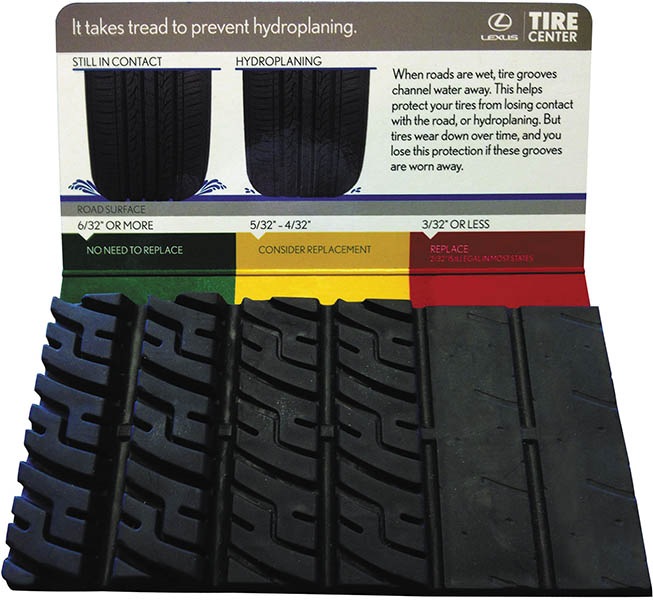 It takes tread to prevent hydroplaning.
LEXUS
TIRE
CENTER
STILL IN CONTACT
HYDROPLANING
When roads are wet, tire grooves
channel water away. This helps
protect your tires from losing contact
with the road, or hydroplaning. But
tires wear down over time, and you
lose this protection if these grooves
are worn away.
ROAD SURFACE
6/32" OR MORE
5/32" - 4/32"
3/32" OR LESS
NO NEED TO REPLACE
CONSIDER REPLACEMENT
REPLACE
2/32" IS ILLEGAL IN MOST STATES